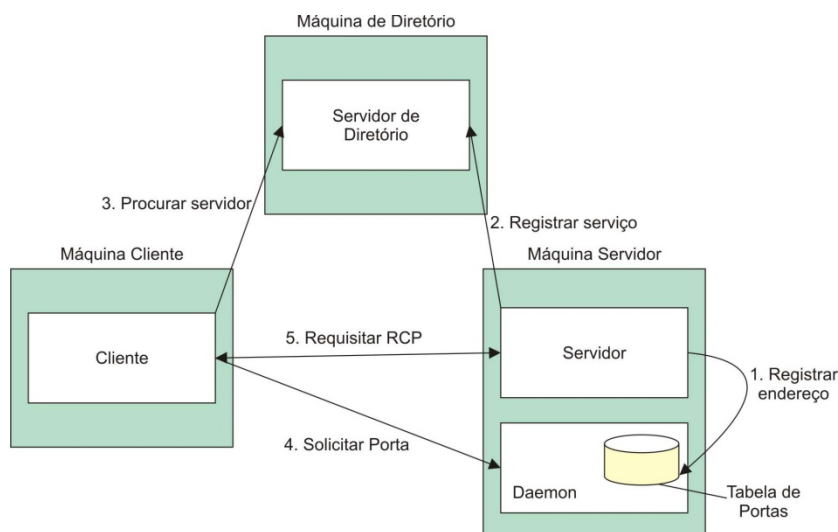 Máquina de Diretório
Servidor de
Diretório
3. Procurar servidor
2. Registrar serviço
Máquina Cliente
Máquina Servidor
Cliente
5. Requisitar RCP
Servidor
1. Registrar
endereço
4. Solicitar Porta
Daemon
Tabela de
Portas